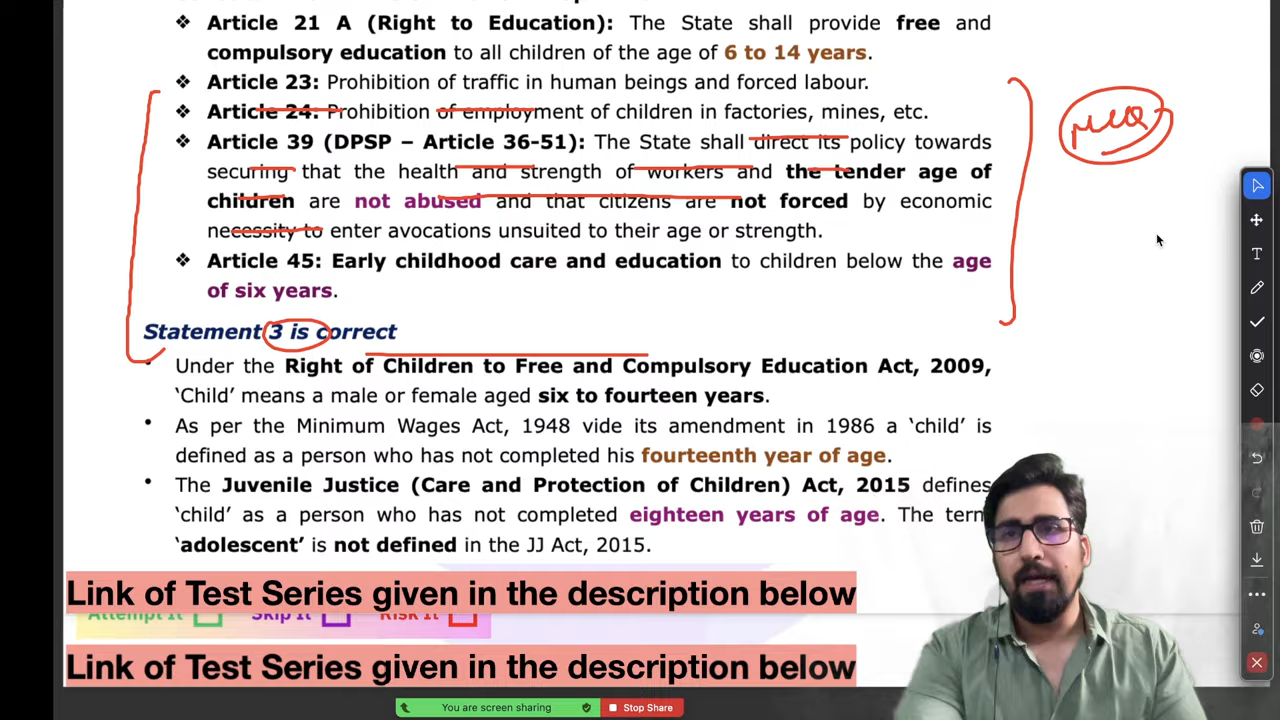 ❖ Article 21 A (Right to Education): The State shall provide free and
compulsory education to all children of the age of 6 to 14 years.
❖ Article 23: Prohibition of traffic in human beings and forced labour.
❖ Article 24: Prohibition of employment of children in factories, mines, etc.
❖ Article 39 (DPSP – Article 36-51): The State shall direct its policy towards
securing that the health and strength of workers and the tender age of
children are not abused and that citizens are not forced by economic
necessity to enter avocations unsuited to their age or strength.
❖ Article 45: Early childhood care and education to children below the age
of six years.
Statement 3 is correct
• Under the Right of Children to Free and Compulsory Education Act, 2009,
‘Child’ means a male or female aged six to fourteen years.
• As per the Minimum Wages Act, 1948 vide its amendment in 1986 a ‘child’ is
defined as a person who has not completed his fourteenth year of age.
• The Juvenile Justice (Care and Protection of Children) Act, 2015 defines
‘child’ as a person who has not completed eighteen years of age. The term
‘adolescent’ is not defined in the JJ Act, 2015.
Link of Test Series given in the description below
Attempt It Skip It Risk It
Link of Test Series given in the description below
You are screen sharing Stop Share